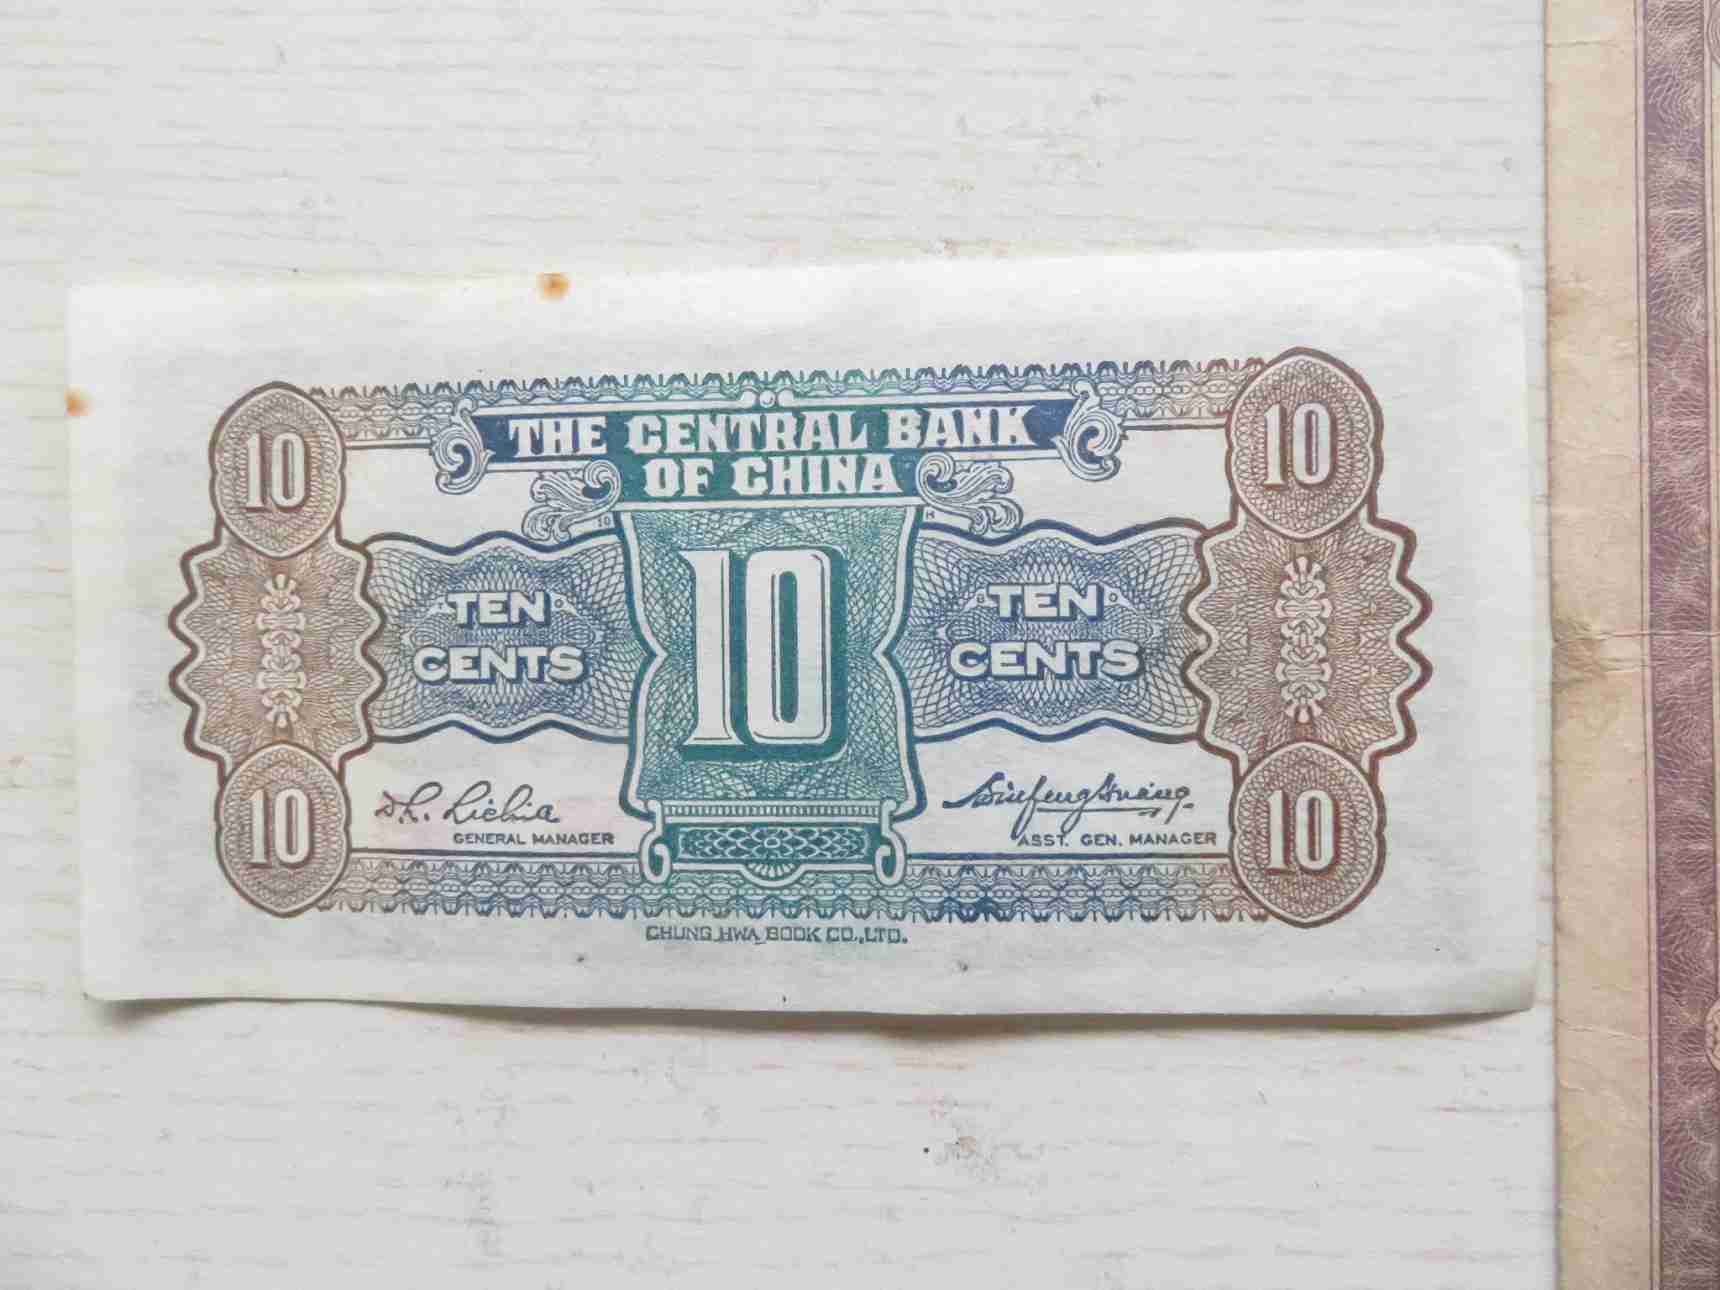 THE CENTRAL BANK
OF CHINA
10
10
10 H
10
TEN
CENTS
TEN
CENTS
10
10
GENERAL MANAGER
ASST. GEN. MANAGER
CHUNG HWA BOOK CO., LTD.